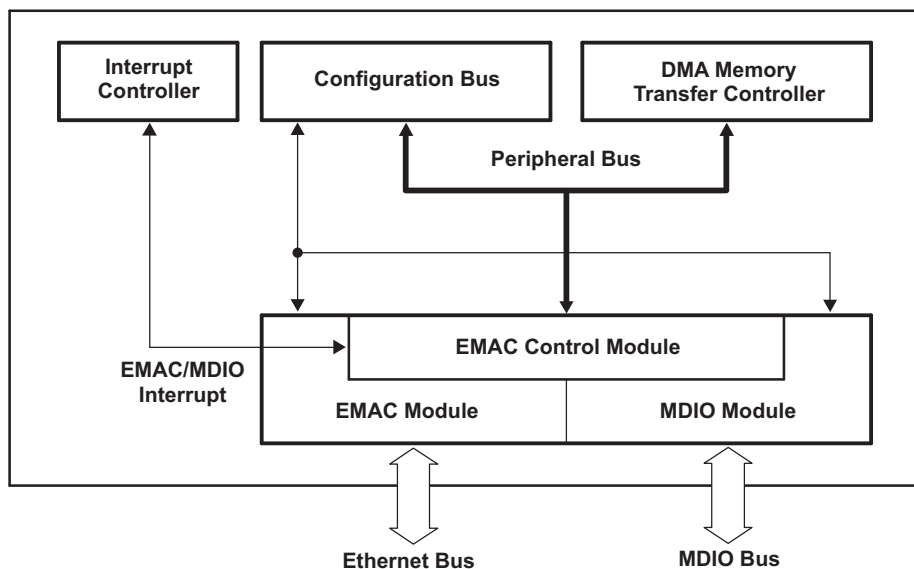 Interrupt
Controller
Configuration Bus
DMA Memory
Transfer Controller
Peripheral Bus
EMAC Control Module
EMAC/MDIO
Interrupt
EMAC Module
MDIO Module
Ethernet Bus
MDIO Bus